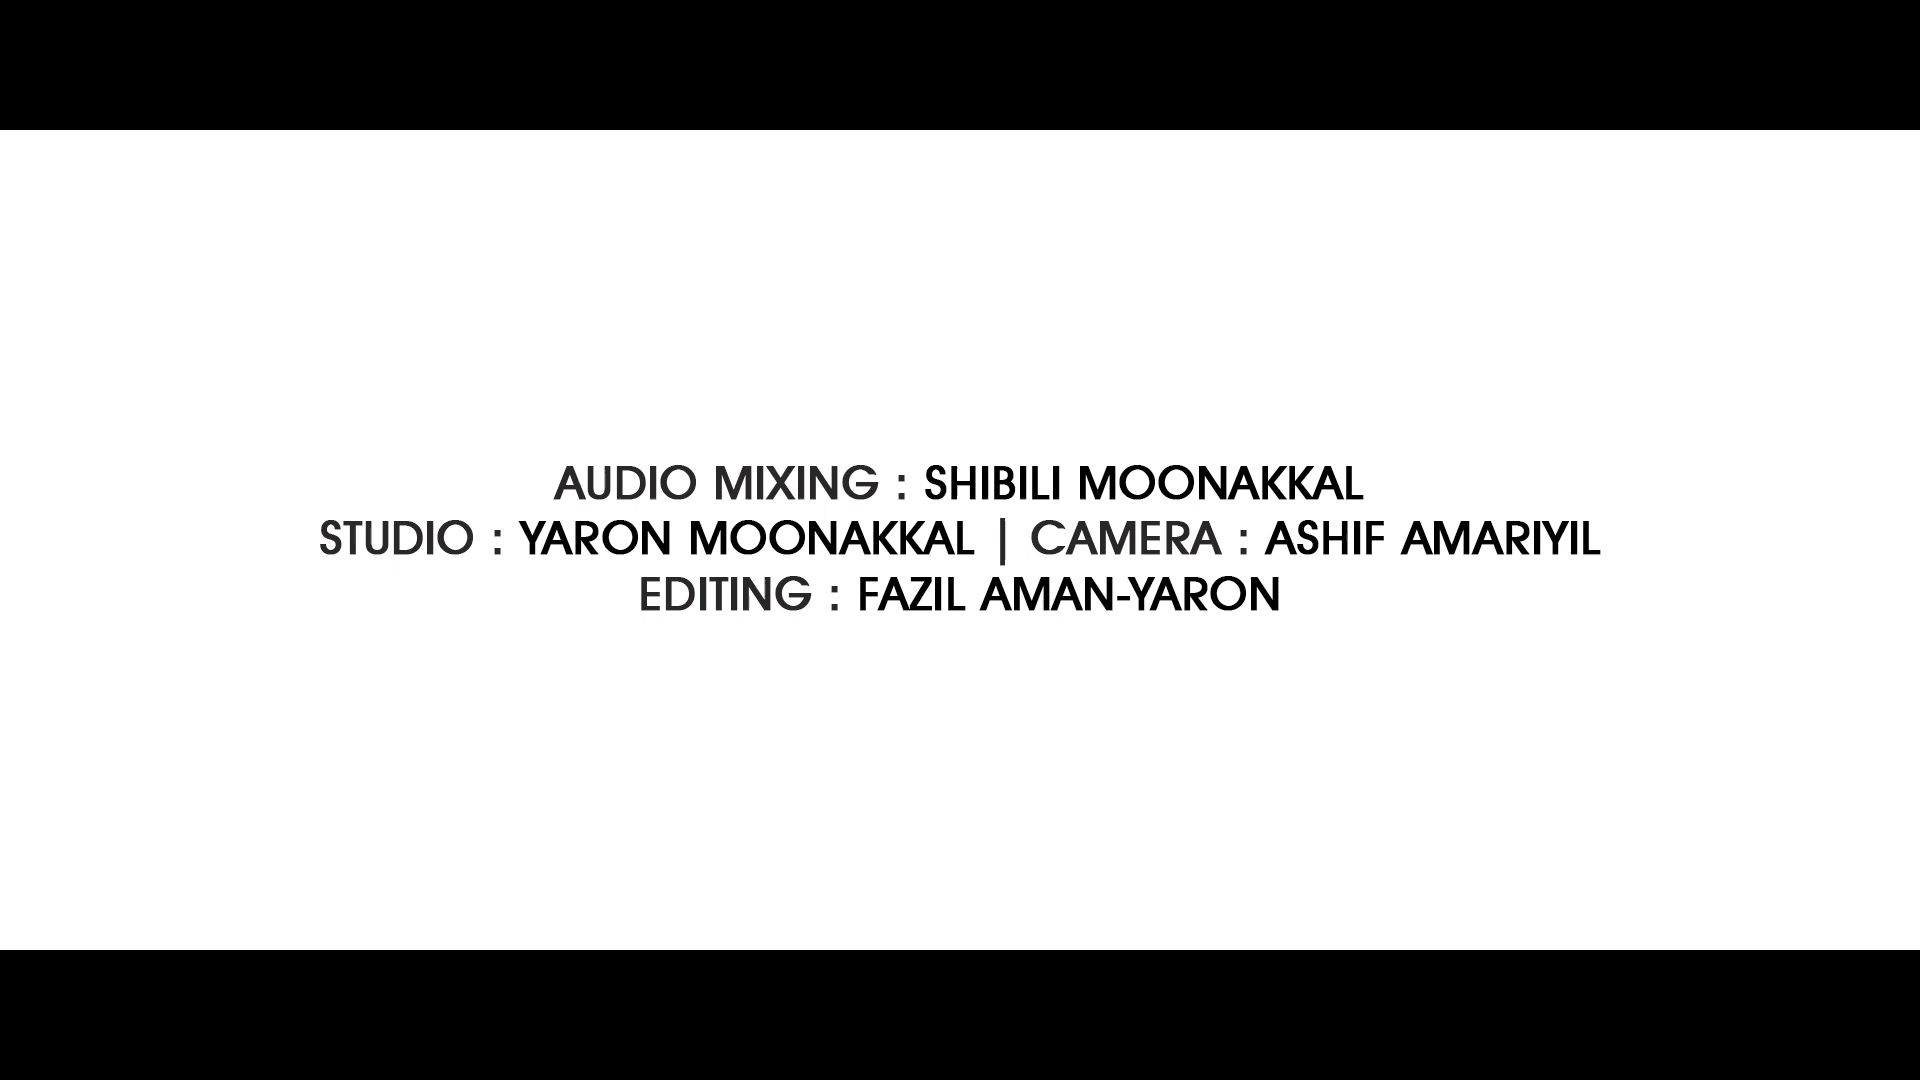 AUDIO MIXING : SHIBILI MOONAKKAL
STUDIO : YARON MOONAKKAL | CAMERA : ASHIF AMARIYIL
EDITING : FAZIL AMAN-YARON